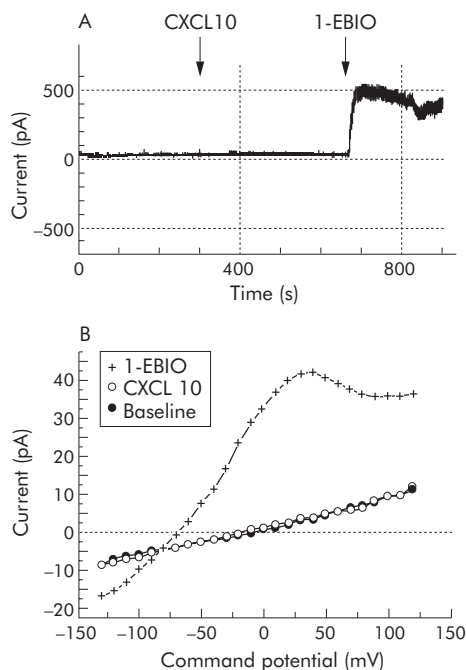 A
CXCL10
1-EBIO
500
0
–500
Current (pA)
0
400
800
Time (s)
B
1-EBIO
CXCL 10
Baseline
40
30
20
10
0
–10
–20
Current (pA)
–150
–100
–50
0
50
100
150
Command potential (mV)